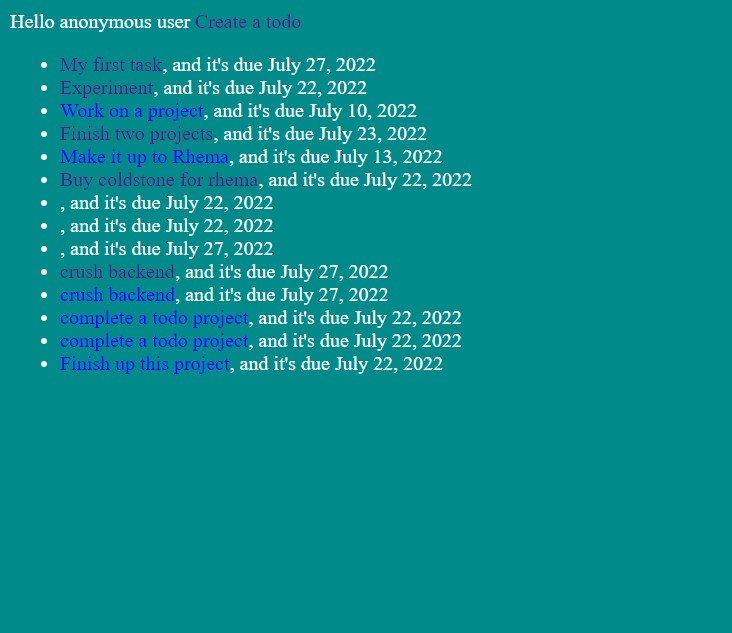 Hello anonymous user Create a todo
My first task, and it's due July 27, 2022
Experiment, and it's due July 22, 2022
Work on a project, and it's due July 10, 2022
Finish two projects, and it's due July 23, 2022
Make it up to Rhema, and it's due July 13, 2022
Buy coldstone for rhema, and it's due July 22, 2022
, and it's due July 22, 2022
, and it's due July 22, 2022
, and it's due July 27, 2022
crush backend, and it's due July 27, 2022
crush backend, and it's due July 27, 2022
complete a todo project, and it's due July 22, 2022
complete a todo project, and it's due July 22, 2022
Finish up this project, and it's due July 22, 2022